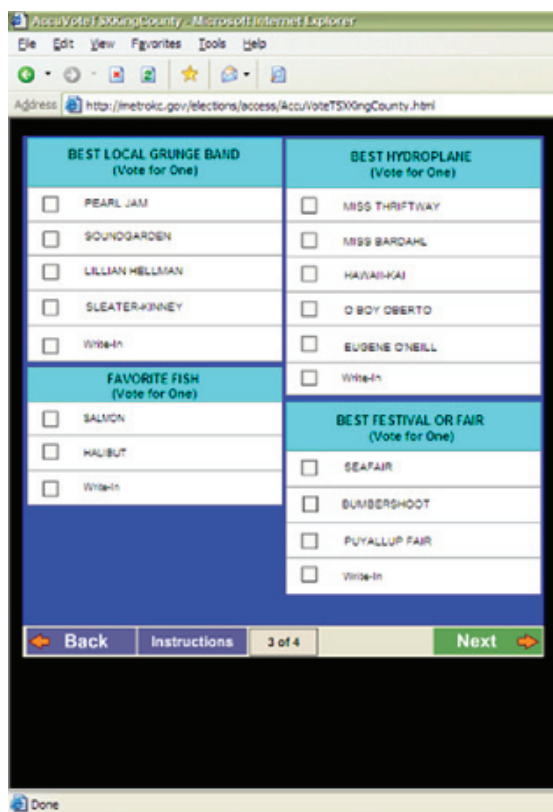 AccuVoteTSXKingCounty - Microsoft Internet Explorer
File Edit View Favorites Tools Help
Address http://metrokc.gov/elections/access/AccuVoteTSXKingCounty.html
BEST LOCAL GRUNGE BAND
(Vote for One)
PEARL JAM
SOUNDGARDEN
LILLIAN HELLMAN
SLEATER-KINNEY
Write-In
FAVORITE FISH
(Vote for One)
SALMON
HALIBUT
Write-In
BEST HYDROPLANE
(Vote for One)
MISS THRIFTWAY
MISS BARDAHL
HAWAII-KAI
O BOY OBERTO
EUGENE O'NEILL
Write-In
BEST FESTIVAL OR FAIR
(Vote for One)
SEAFAIR
BUMBERSHOOT
PUYALLUP FAIR
Write-In
Back Instructions 3 of 4 Next
Done